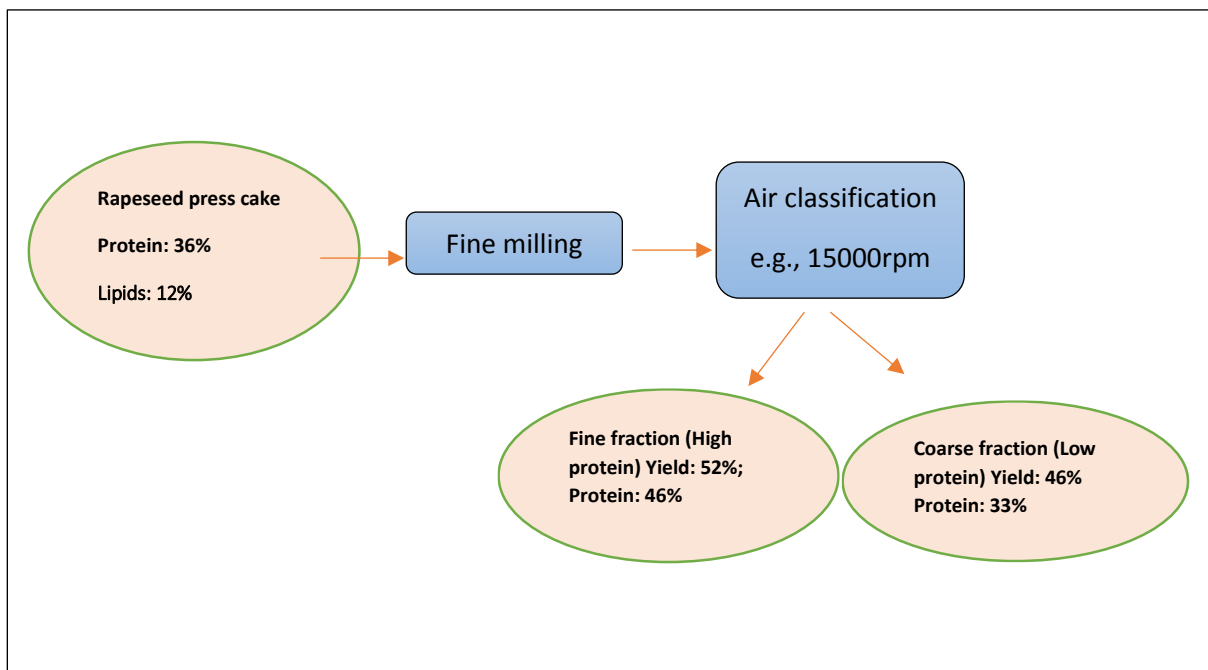 Rapeseed press cake
Protein: 36%
Lipids: 12%
Fine milling
Air classification
e.g., 15000rpm
Fine fraction (High
protein) Yield: 52%;
Protein: 46%
Coarse fraction (Low
protein) Yield: 46%
Protein: 33%